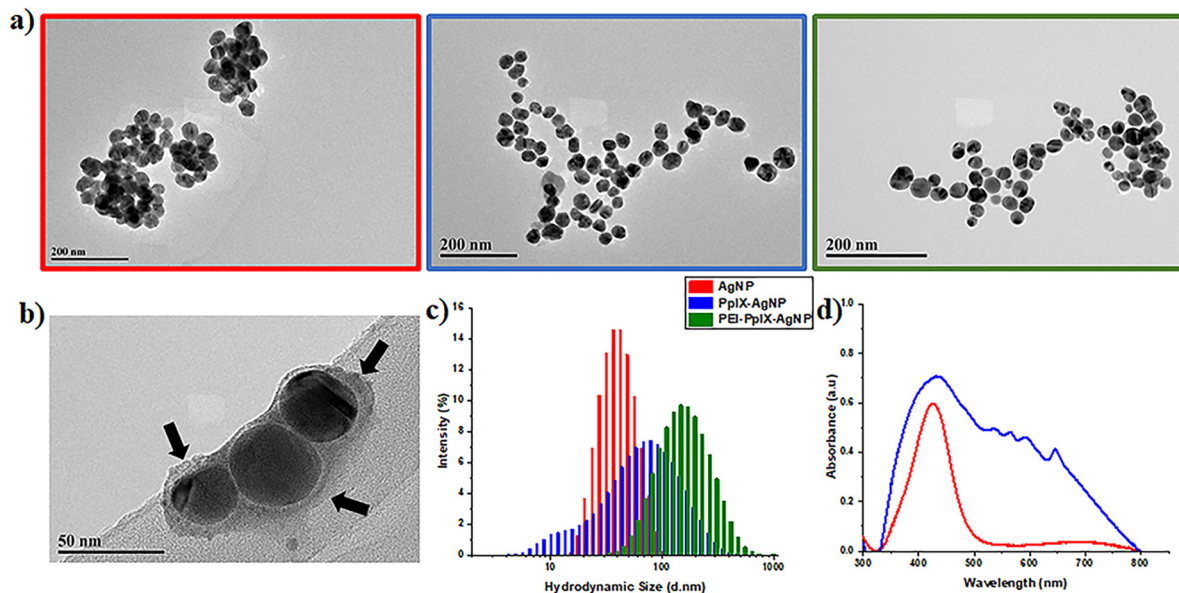 a)
200 nm
200 nm
200 nm
b)
50 nm
c)
AgNP
PpIX-AgNP
PEI-PpIX-AgNP
16
14
12
10
8
6
4
2
0
Intensity (%)
10
100
1000
Hydrodynamic Size (d.nm)
d)
1.0
0.8
0.6
0.4
0.2
0.0
Absorbance (a.u)
300
400
500
600
700
800
Wavelength (nm)